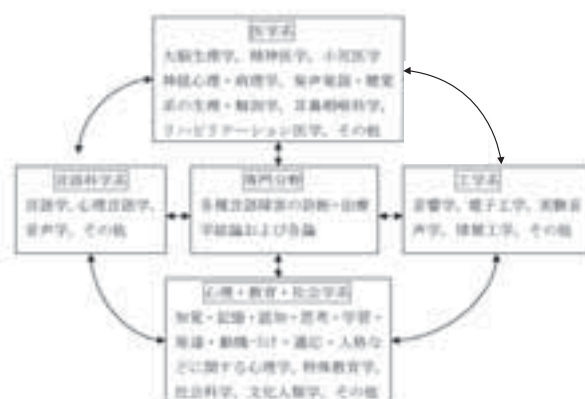 医学系
大脳生理学，精神医学，小児医学
神経心理・病理学，発声発語・聴覚
系の生理・解剖学，耳鼻咽喉科学，
リハビリテーション医学，その他
言語科学系
言語学，心理言語学，
音声学，その他
専門分野
各種言語障害の診断・治療
学総論および各論
工学系
音響学，電子工学，実験音
声学，情報工学，その他
心理・教育・社会学系
知覚・記憶・認知・思考・学習・
発達・動機づけ・適応・人格な
どに関する心理学，特殊教育学，
社会科学，文化人類学，その他